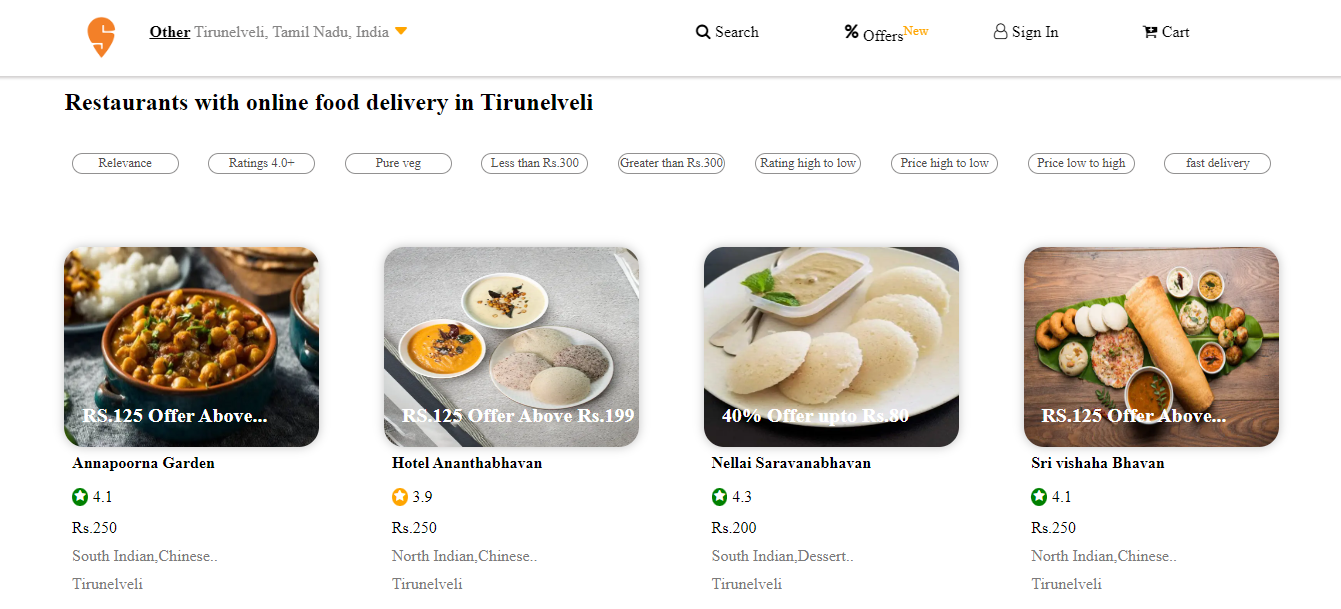 Other Tirunelveli, Tamil Nadu, India
Search
% OffersNew
Sign In
Cart
Restaurants with online food delivery in Tirunelveli
Relevance
Ratings 4.0+
Pure veg
Less than Rs.300
Greater than Rs.300
Rating high to low
Price high to low
Price low to high
fast delivery
RS.125 Offer Above...
RS.125 Offer Above Rs.199
40% Offer upto Rs.80
RS.125 Offer Above...
Annapoorna Garden
Hotel Ananthabhavan
Nellai Saravanabhavan
Sri vishaha Bhavan
4.1
3.9
4.3
4.1
Rs.250
Rs.250
Rs.200
Rs.250
South Indian,Chinese..
North Indian,Chinese..
South Indian,Dessert..
North Indian,Chinese..
Tirunelveli
Tirunelveli
Tirunelveli
Tirunelveli